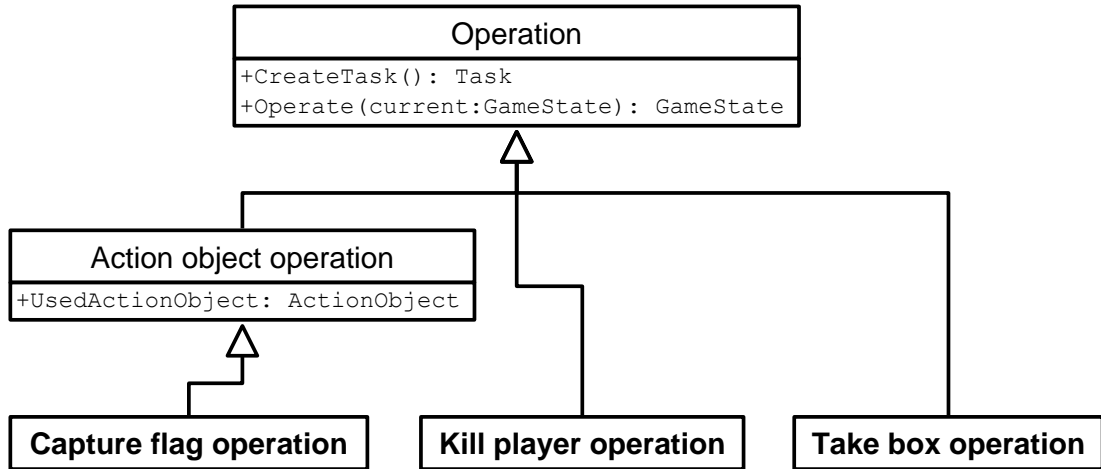 Operation
+CreateTask(): Task
+Operate(current:GameState): GameState
Action object operation
+UsedActionObject: ActionObject
Capture flag operation
Kill player operation
Take box operation